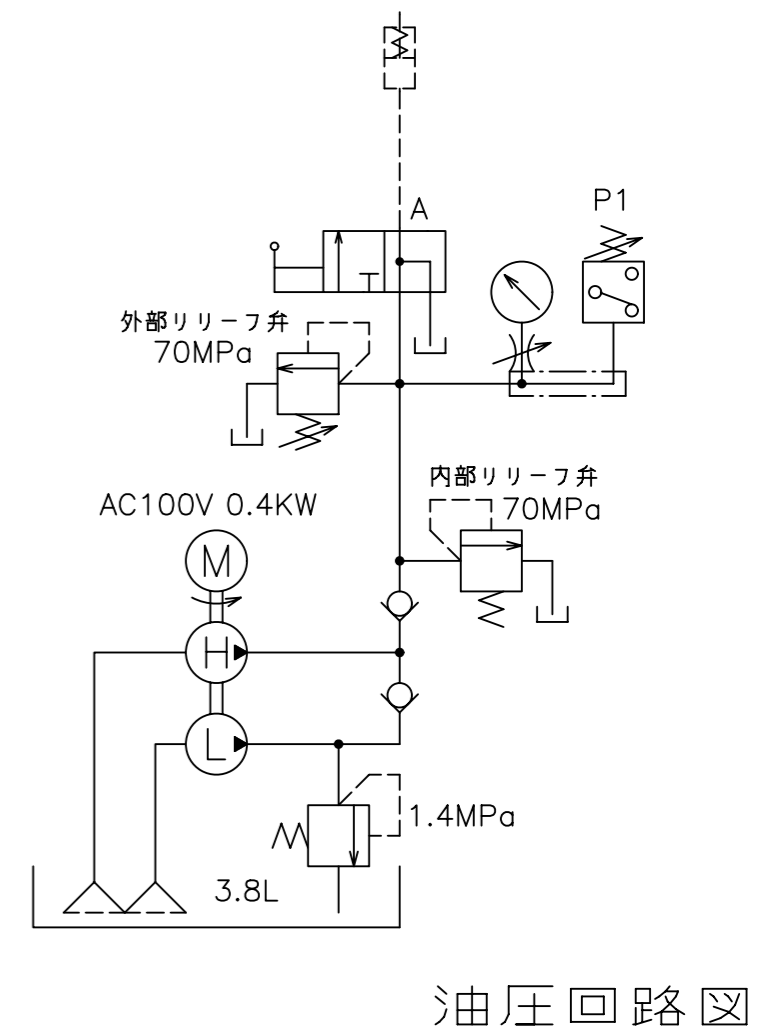 A
P1
外部リリーフ弁
70MPa
内部リリーフ弁
70MPa
AC100V 0.4KW
M
H
L
1.4MPa
3.8L
油圧回路図